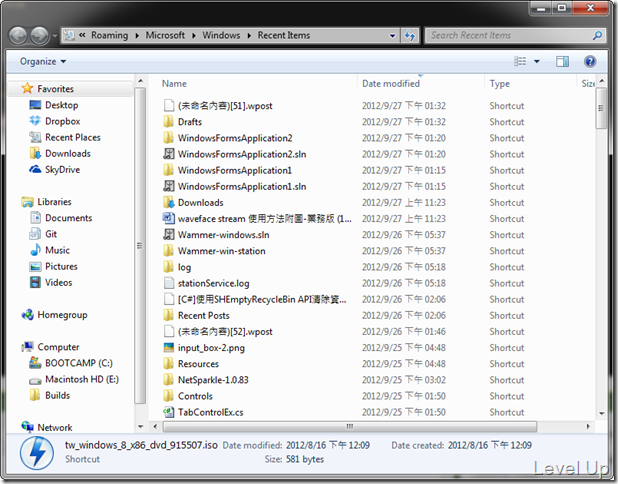 « Roaming ▸ Microsoft ▸ Windows ▸ Recent Items
Search Recent Items
Organize
Favorites
Desktop
Dropbox
Recent Places
Downloads
SkyDrive
Libraries
Documents
Git
Music
Pictures
Videos
Homegroup
Computer
BOOTCAMP (C:)
Macintosh HD (E:)
Builds
Network
Name Date modified Type Size
(未命名內容)[51].wpost 2012/9/27 下午 01:32 Shortcut
Drafts 2012/9/27 下午 01:32 Shortcut
WindowsFormsApplication2 2012/9/27 下午 01:20 Shortcut
WindowsFormsApplication2.sln 2012/9/27 下午 01:20 Shortcut
WindowsFormsApplication1 2012/9/27 下午 01:15 Shortcut
WindowsFormsApplication1.sln 2012/9/27 下午 01:15 Shortcut
Downloads 2012/9/27 上午 11:23 Shortcut
waveface stream 使用方法附圖-業務版 (1... 2012/9/27 上午 11:23 Shortcut
Wammer-windows.sln 2012/9/26 下午 05:37 Shortcut
Wammer-win-station 2012/9/26 下午 05:37 Shortcut
log 2012/9/26 下午 05:18 Shortcut
stationService.log 2012/9/26 下午 05:18 Shortcut
[C#]使用SHEmptyRecycleBin API清除資... 2012/9/26 下午 02:06 Shortcut
Recent Posts 2012/9/26 下午 02:06 Shortcut
(未命名內容)[52].wpost 2012/9/26 下午 01:46 Shortcut
input_box-2.png 2012/9/25 下午 04:48 Shortcut
Resources 2012/9/25 下午 04:48 Shortcut
NetSparkle-1.0.83 2012/9/25 下午 03:02 Shortcut
Controls 2012/9/25 下午 01:50 Shortcut
TabControlEx.cs 2012/9/25 下午 01:50 Shortcut
tw_windows_8_x86_dvd_915507.iso Date modified: 2012/8/16 下午 12:09 Date created: 2012/8/16 下午 12:09
Shortcut Size: 581 bytes
Level Up